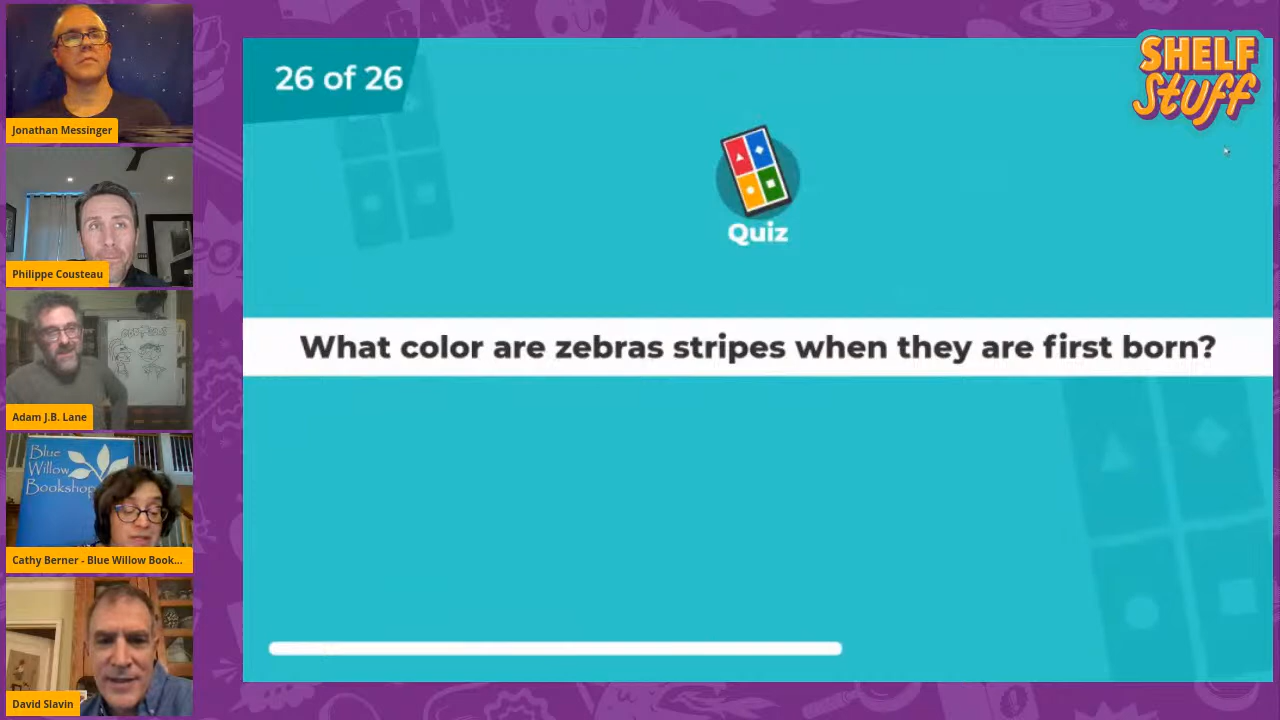 26 of 26
SHELF
STUFF
Quiz
What color are zebras stripes when they are first born?
Jonathan Messinger
Philippe Cousteau
Adam J.B. Lane
Blue
Willow
Bookshop
Cathy Berner - Blue Willow Book...
David Slavin